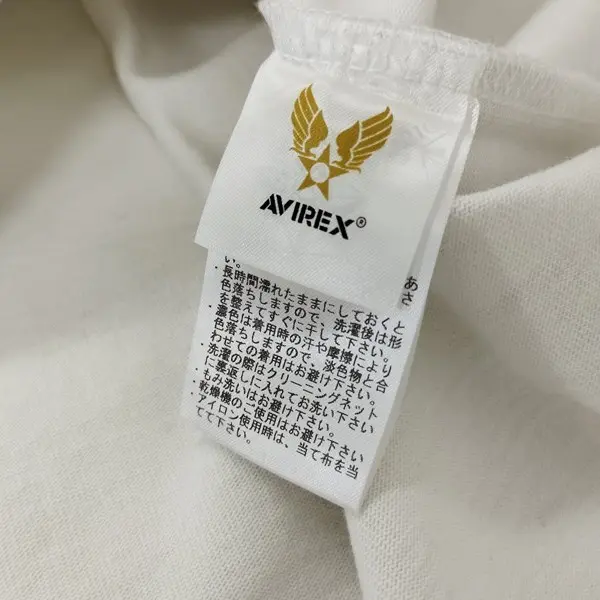 AVIREX®
い。
あさ
・長時間濡れたままにしておくと
色落ちしますので、洗濯後は形
を整えてすぐに干して下さい。
・濃色は着用時の汗や摩擦により
色落ちしますので、淡色物と合
わせての着用はお避け下さい。
・洗濯の際はクリーニングネット
に裏返しに入れてお洗い下さい
・もみ洗いはお避け下さい。
・乾燥機のご使用はお避け下さい
・アイロン使用時は、当て布を当
てて下さい。